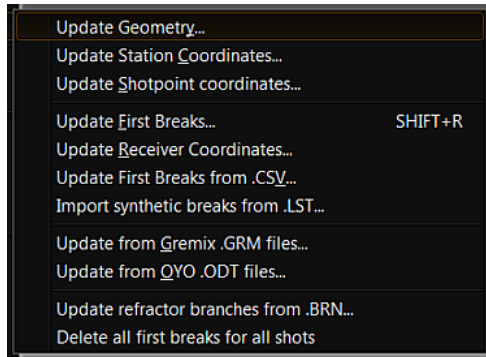 Update Geometry...
Update Station Coordinates...
Update Shotpoint coordinates...
Update First Breaks... SHIFT+R
Update Receiver Coordinates...
Update First Breaks from .CSV...
Import synthetic breaks from .LST...
Update from Gremix .GRM files...
Update from OYO .ODT files...
Update refractor branches from .BRN...
Delete all first breaks for all shots